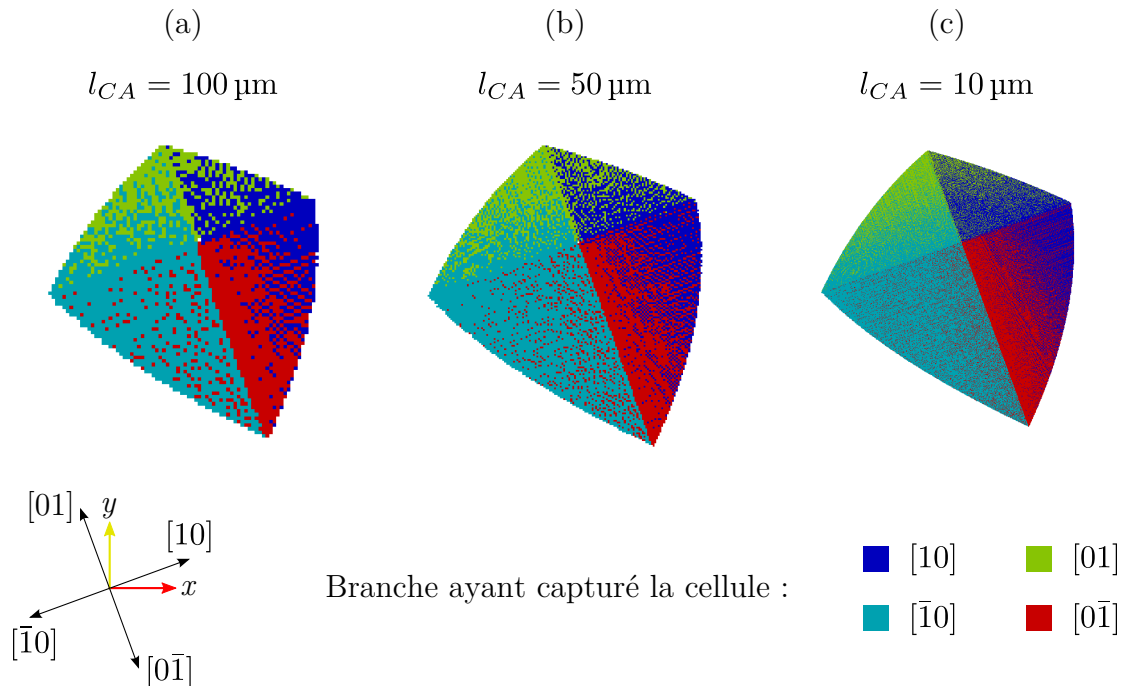 (a) (b) (c)
l_{CA} = 100 µm l_{CA} = 50 µm l_{CA} = 10 µm
[01] y [10]
x
[1̄0] [01̄]
Branche ayant capturé la cellule :
[10] [01]
[1̄0] [01̄]